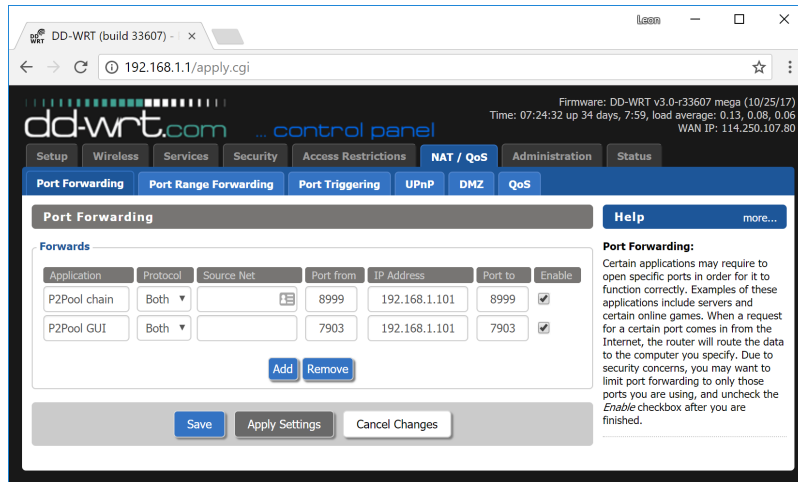 Leon
DD-WRT (build 33607) -
192.168.1.1/apply.cgi
dd-wrt.com ... control panel
Firmware: DD-WRT v3.0-r33607 mega (10/25/17)
Time: 07:24:32 up 34 days, 7:59, load average: 0.13, 0.08, 0.06
WAN IP: 114.250.107.80
Setup Wireless Services Security Access Restrictions NAT / QoS Administration Status
Port Forwarding Port Range Forwarding Port Triggering UPnP DMZ QoS
Port Forwarding
Forwards
Application Protocol Source Net Port from IP Address Port to Enable
P2Pool chain Both 8999 192.168.1.101 8999
P2Pool GUI Both 7903 192.168.1.101 7903
Add Remove
Save Apply Settings Cancel Changes
Help more...
Port Forwarding:
Certain applications may require to
open specific ports in order for it to
function correctly. Examples of these
applications include servers and
certain online games. When a request
for a certain port comes in from the
Internet, the router will route the data
to the computer you specify. Due to
security concerns, you may want to
limit port forwarding to only those
ports you are using, and uncheck the
Enable checkbox after you are
finished.